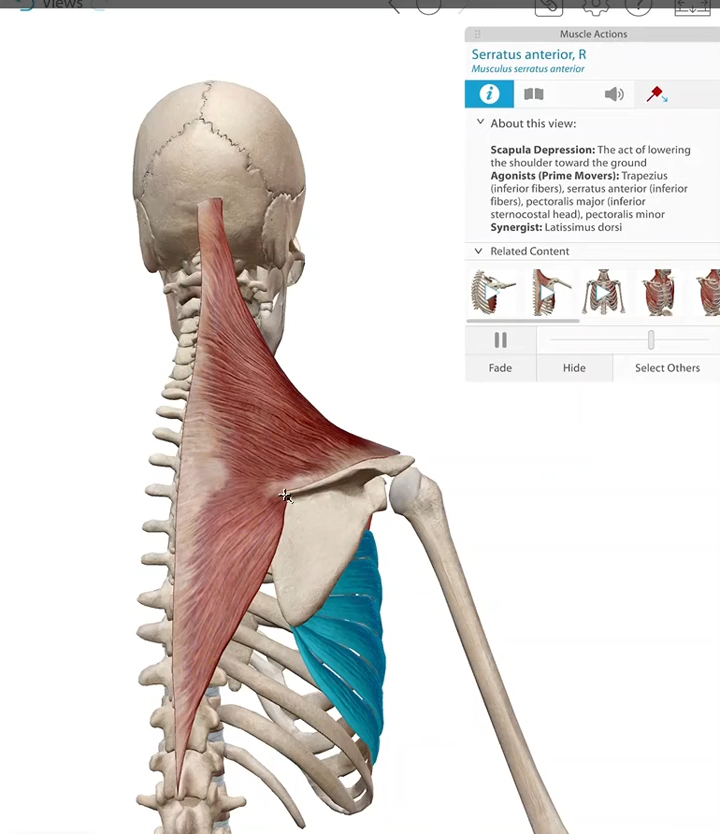 Views
Muscle Actions
Serratus anterior, R
Musculus serratus anterior
About this view:
Scapula Depression: The act of lowering
the shoulder toward the ground
Agonists (Prime Movers): Trapezius
(inferior fibers), serratus anterior (inferior
fibers), pectoralis major (inferior
sternocostal head), pectoralis minor
Synergist: Latissimus dorsi
Related Content
Fade
Hide
Select Others